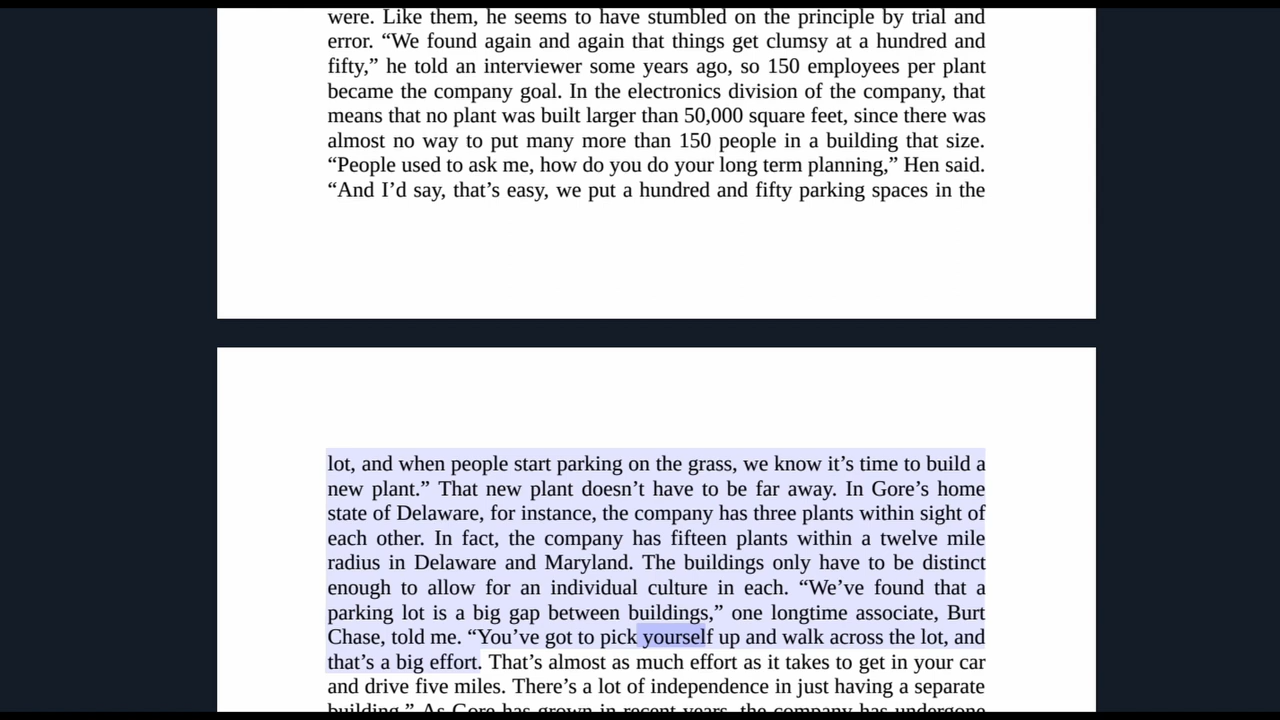 were. Like them, he seems to have stumbled on the principle by trial and
error. “We found again and again that things get clumsy at a hundred and
fifty,” he told an interviewer some years ago, so 150 employees per plant
became the company goal. In the electronics division of the company, that
means that no plant was built larger than 50,000 square feet, since there was
almost no way to put many more than 150 people in a building that size.
“People used to ask me, how do you do your long term planning,” Hen said.
“And I’d say, that’s easy, we put a hundred and fifty parking spaces in the
lot, and when people start parking on the grass, we know it’s time to build a
new plant.” That new plant doesn’t have to be far away. In Gore’s home
state of Delaware, for instance, the company has three plants within sight of
each other. In fact, the company has fifteen plants within a twelve mile
radius in Delaware and Maryland. The buildings only have to be distinct
enough to allow for an individual culture in each. “We’ve found that a
parking lot is a big gap between buildings,” one longtime associate, Burt
Chase, told me. “You’ve got to pick yourself up and walk across the lot, and
that’s a big effort. That’s almost as much effort as it takes to get in your car
and drive five miles. There’s a lot of independence in just having a separate
building.” As Gore has grown in recent years, the company has undergone